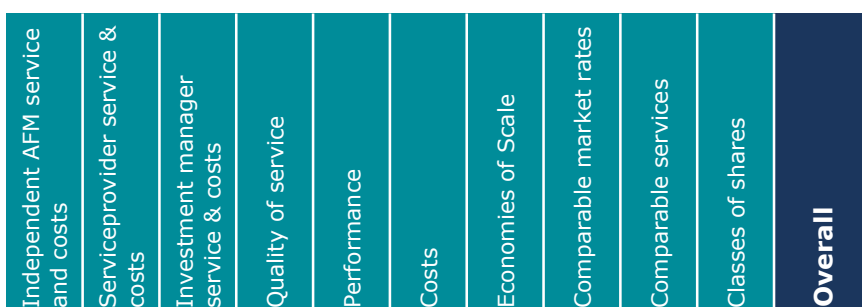 Independent AFM service
and costs
Serviceprovider service &
costs
Investment manager
service & costs
Quality of service
Performance
Costs
Economies of Scale
Comparable market rates
Comparable services
Classes of shares
Overall